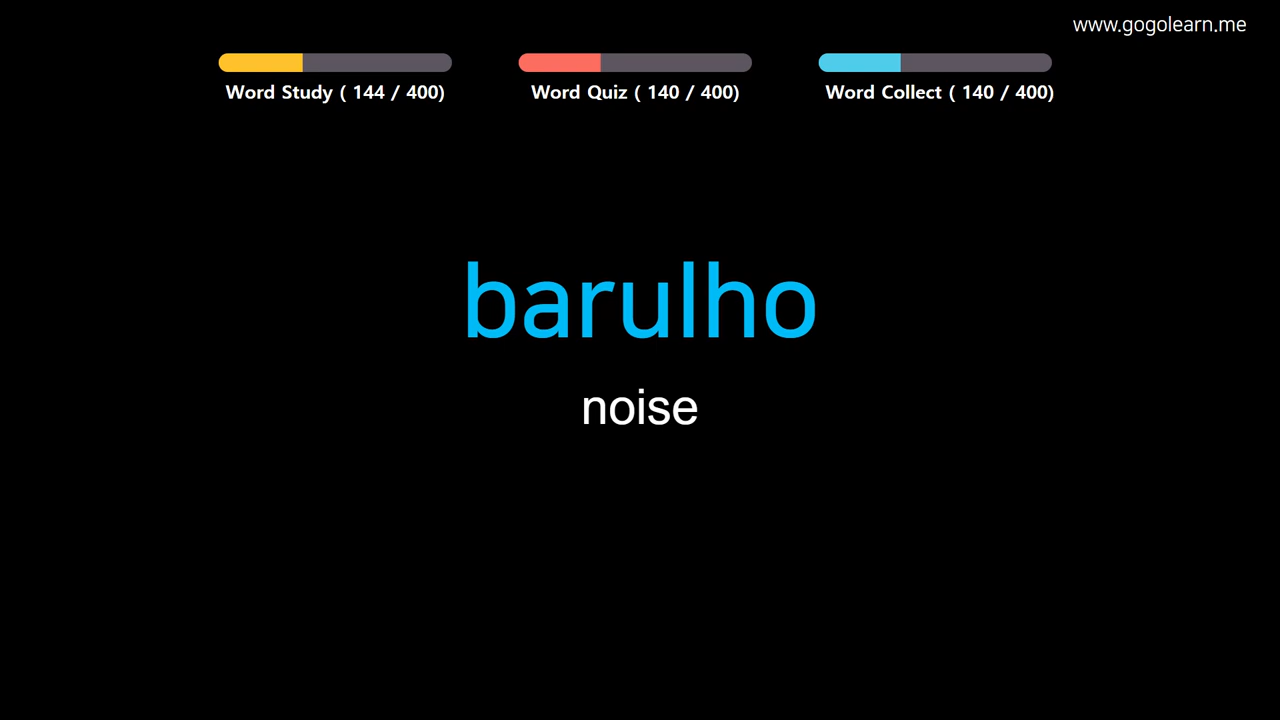 www.gogolearn.me
Word Study ( 144 / 400)
Word Quiz ( 140 / 400)
Word Collect ( 140 / 400)
barulho
noise